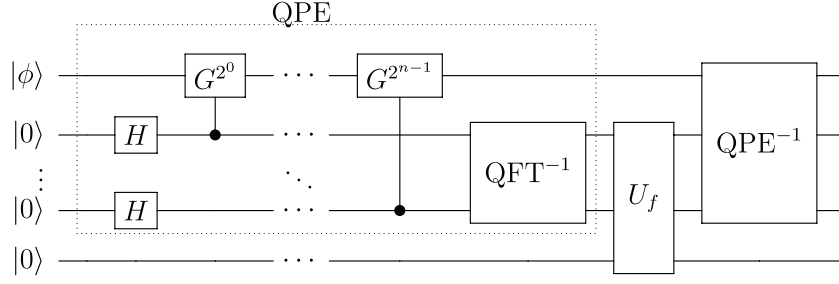 QPE
|ϕ⟩ G^{2^0} ⋯ G^{2^{n−1}}
|0⟩ H ⋯
QFT^{−1} QPE^{−1}
⋮ ⋱
U_f
|0⟩ H ⋯
|0⟩ ⋯